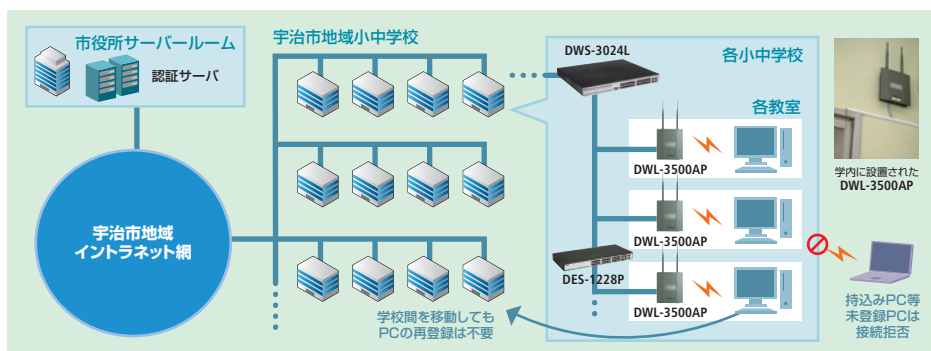 市役所サーバールーム
認証サーバ
宇治市地域
イントラネット網
宇治市地域小中学校
学校間を移動しても
PCの再登録は不要
DWS-3024L
各小中学校
各教室
DWL-3500AP
DWL-3500AP
DES-1228P
DWL-3500AP
学内に設置された
DWL-3500AP
持込みPC等
未登録PCは
接続拒否